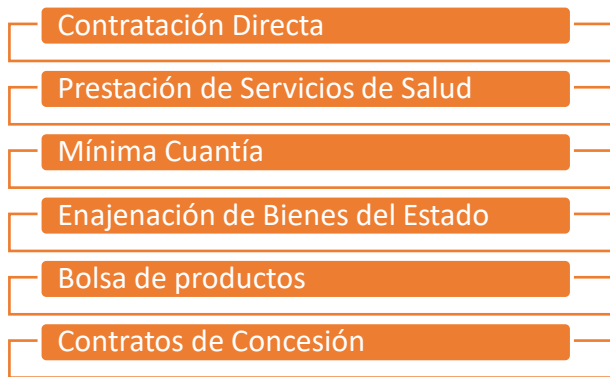 Contratación Directa
Prestación de Servicios de Salud
Mínima Cuantía
Enajenación de Bienes del Estado
Bolsa de productos
Contratos de Concesión